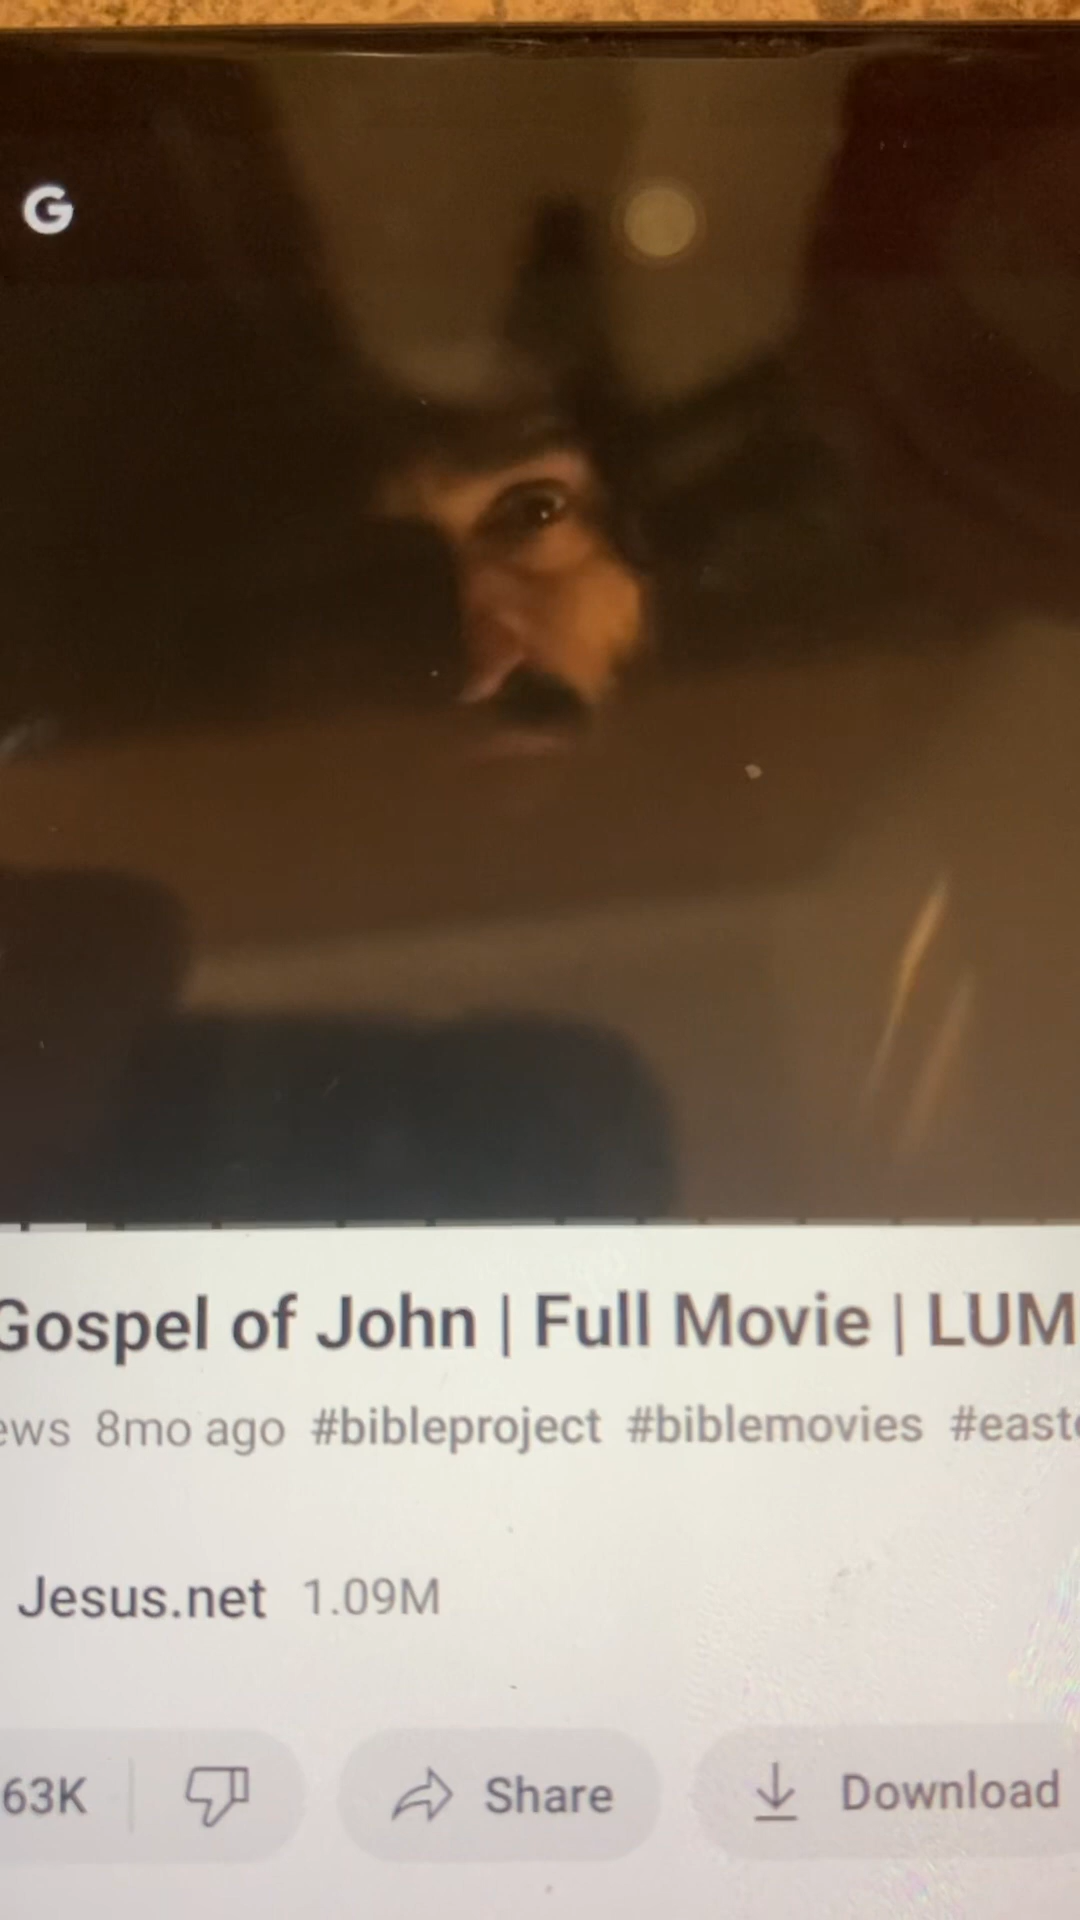 G
Gospel of John | Full Movie | LUM
ews 8mo ago #bibleproject #biblemovies #east
Jesus.net 1.09M
63K Share Download